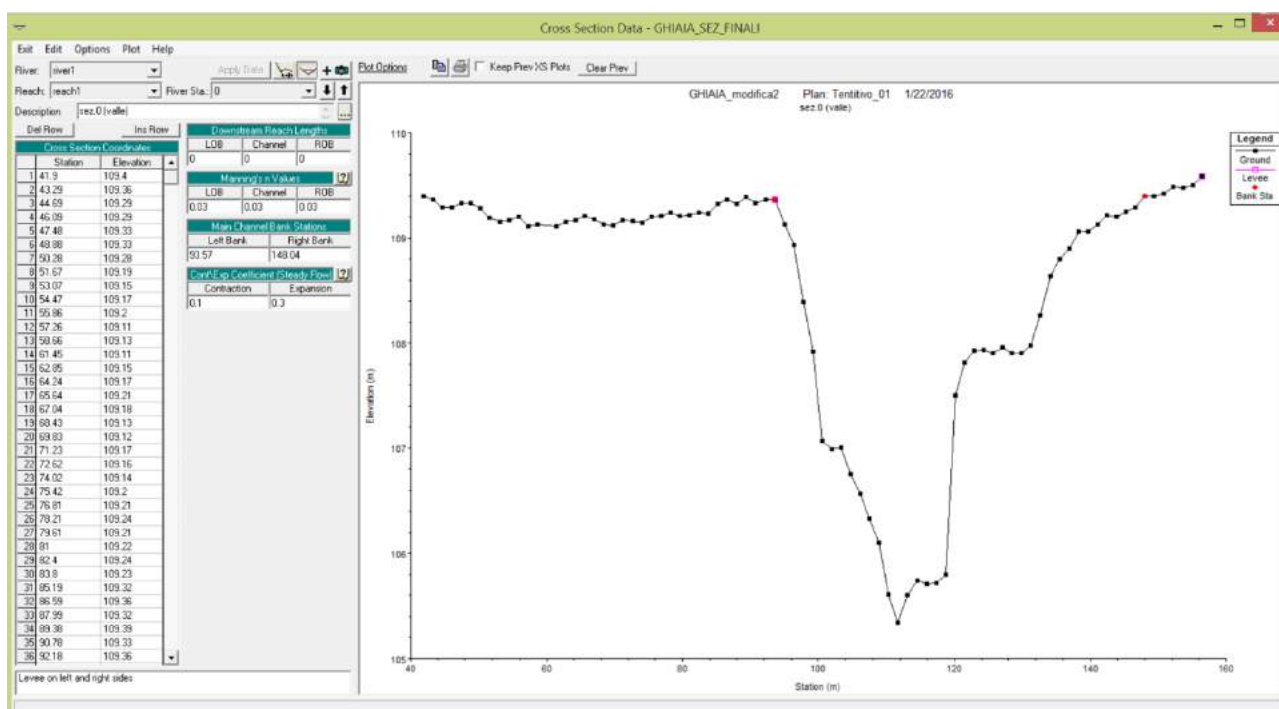 Cross Section Data - GHIAIA_SEZ_FINALI
Exit Edit Options Plot Help
River: river1 Apply Data
Reach: reach1 River Sta.: 0
Description sez.0 (valle) ...
Del Row Ins Row
Cross Section Coordinates
Station Elevation
1 41.9 109.4
2 43.29 109.36
3 44.69 109.29
4 46.09 109.29
5 47.48 109.33
6 48.88 109.33
7 50.28 109.28
8 51.67 109.19
9 53.07 109.15
10 54.47 109.17
11 55.86 109.2
12 57.26 109.11
13 58.66 109.13
14 61.45 109.11
15 62.85 109.15
16 64.24 109.17
17 65.64 109.21
18 67.04 109.18
19 68.43 109.13
20 69.83 109.12
21 71.23 109.17
22 72.62 109.16
23 74.02 109.14
24 75.42 109.2
25 76.81 109.21
26 78.21 109.24
27 79.61 109.21
28 81 109.22
29 82.4 109.24
30 83.8 109.23
31 85.19 109.32
32 86.59 109.36
33 87.99 109.32
34 89.38 109.39
35 90.78 109.33
36 92.18 109.36
Levee on left and right sides
Downstream Reach Lengths
LOB Channel ROB
0 0 0
Manning's n Values ?
LOB Channel ROB
0.03 0.03 0.03
Main Channel Bank Stations
Left Bank Right Bank
93.57 148.04
Cont\Exp Coefficient (Steady Flow) ?
Contraction Expansion
0.1 0.3
Plot Options Keep Prev XS Plots Clear Prev
GHIAIA_modifica2 Plan: Tentitivo_01 1/22/2016
sez.0 (valle)
Legend
Ground
Levee
Bank Sta
Elevation (m)
110
109
108
107
106
105
40 60 80 100 120 140 160
Station (m)